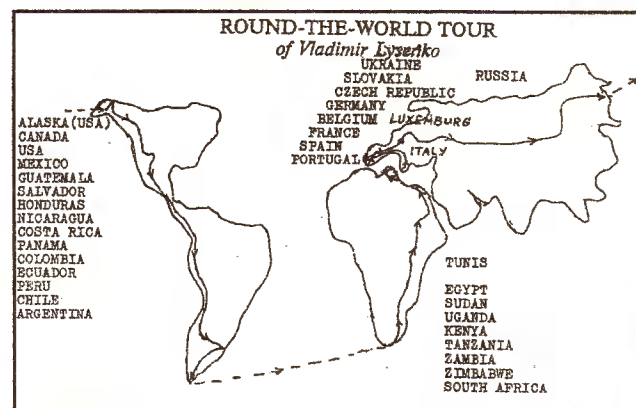 ROUND-THE-WORLD TOUR
of Vladimir Lysenko
UKRAINE
SLOVAKIA
RUSSIA
CZECH REPUBLIC
GERMANY
BELGIUM LUXEMBURG
FRANCE
SPAIN
ITALY
PORTUGAL
ALASKA(USA)
CANADA
USA
MEXICO
GUATEMALA
SALVADOR
HONDURAS
NICARAGUA
COSTA RICA
PANAMA
COLOMBIA
ECUADOR
PERU
CHILE
ARGENTINA
TUNIS
EGYPT
SUDAN
UGANDA
KENYA
TANZANIA
ZAMBIA
ZIMBABWE
SOUTH AFRICA